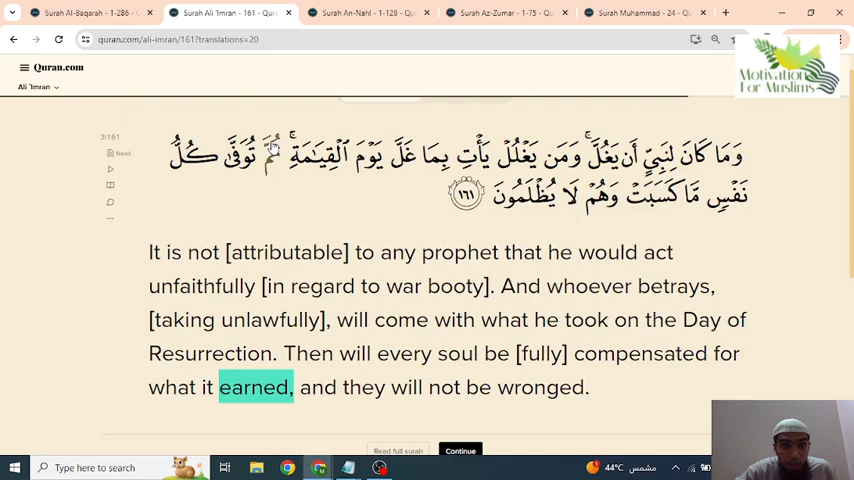 Surah Al-Baqarah - 1-286
Surah Ali 'Imran - 161 -
Surah An-Nahl - 1-128 -
Surah Az-Zumar - 1-75 -
Surah Muhammad - 24 -
quran.com/ali-imran/161?translations=20
Quran.com
Motivation
For Muslims
Ali 'Imran
3:161
New!
وَمَا كَانَ لِنَبِىٍّ أَن يَغُلَّ ۚ وَمَن يَغْلُلْ يَأْتِ بِمَا غَلَّ يَوْمَ ٱلْقِيَـٰمَةِ ۚ ثُمَّ تُوَفَّىٰ كُلُّ
نَفْسٍ مَّا كَسَبَتْ وَهُمْ لَا يُظْلَمُونَ ١٦١
It is not [attributable] to any prophet that he would act
unfaithfully [in regard to war booty]. And whoever betrays,
[taking unlawfully], will come with what he took on the Day of
Resurrection. Then will every soul be [fully] compensated for
what it earned, and they will not be wronged.
Read full surah
Continue
Type here to search
44°C مشمس